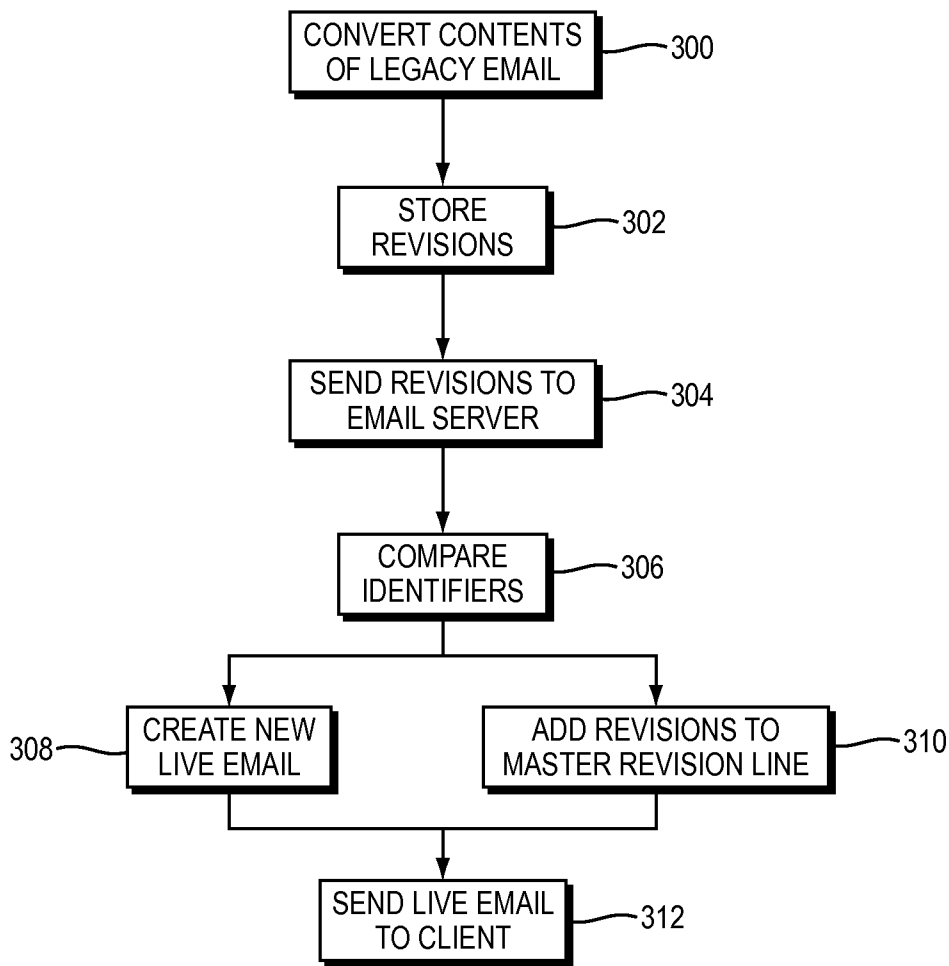 CONVERT CONTENTS
OF LEGACY EMAIL
300
STORE
REVISIONS
302
SEND REVISIONS TO
EMAIL SERVER
304
COMPARE
IDENTIFIERS
306
CREATE NEW
LIVE EMAIL
308
ADD REVISIONS TO
MASTER REVISION LINE
310
SEND LIVE EMAIL
TO CLIENT
312